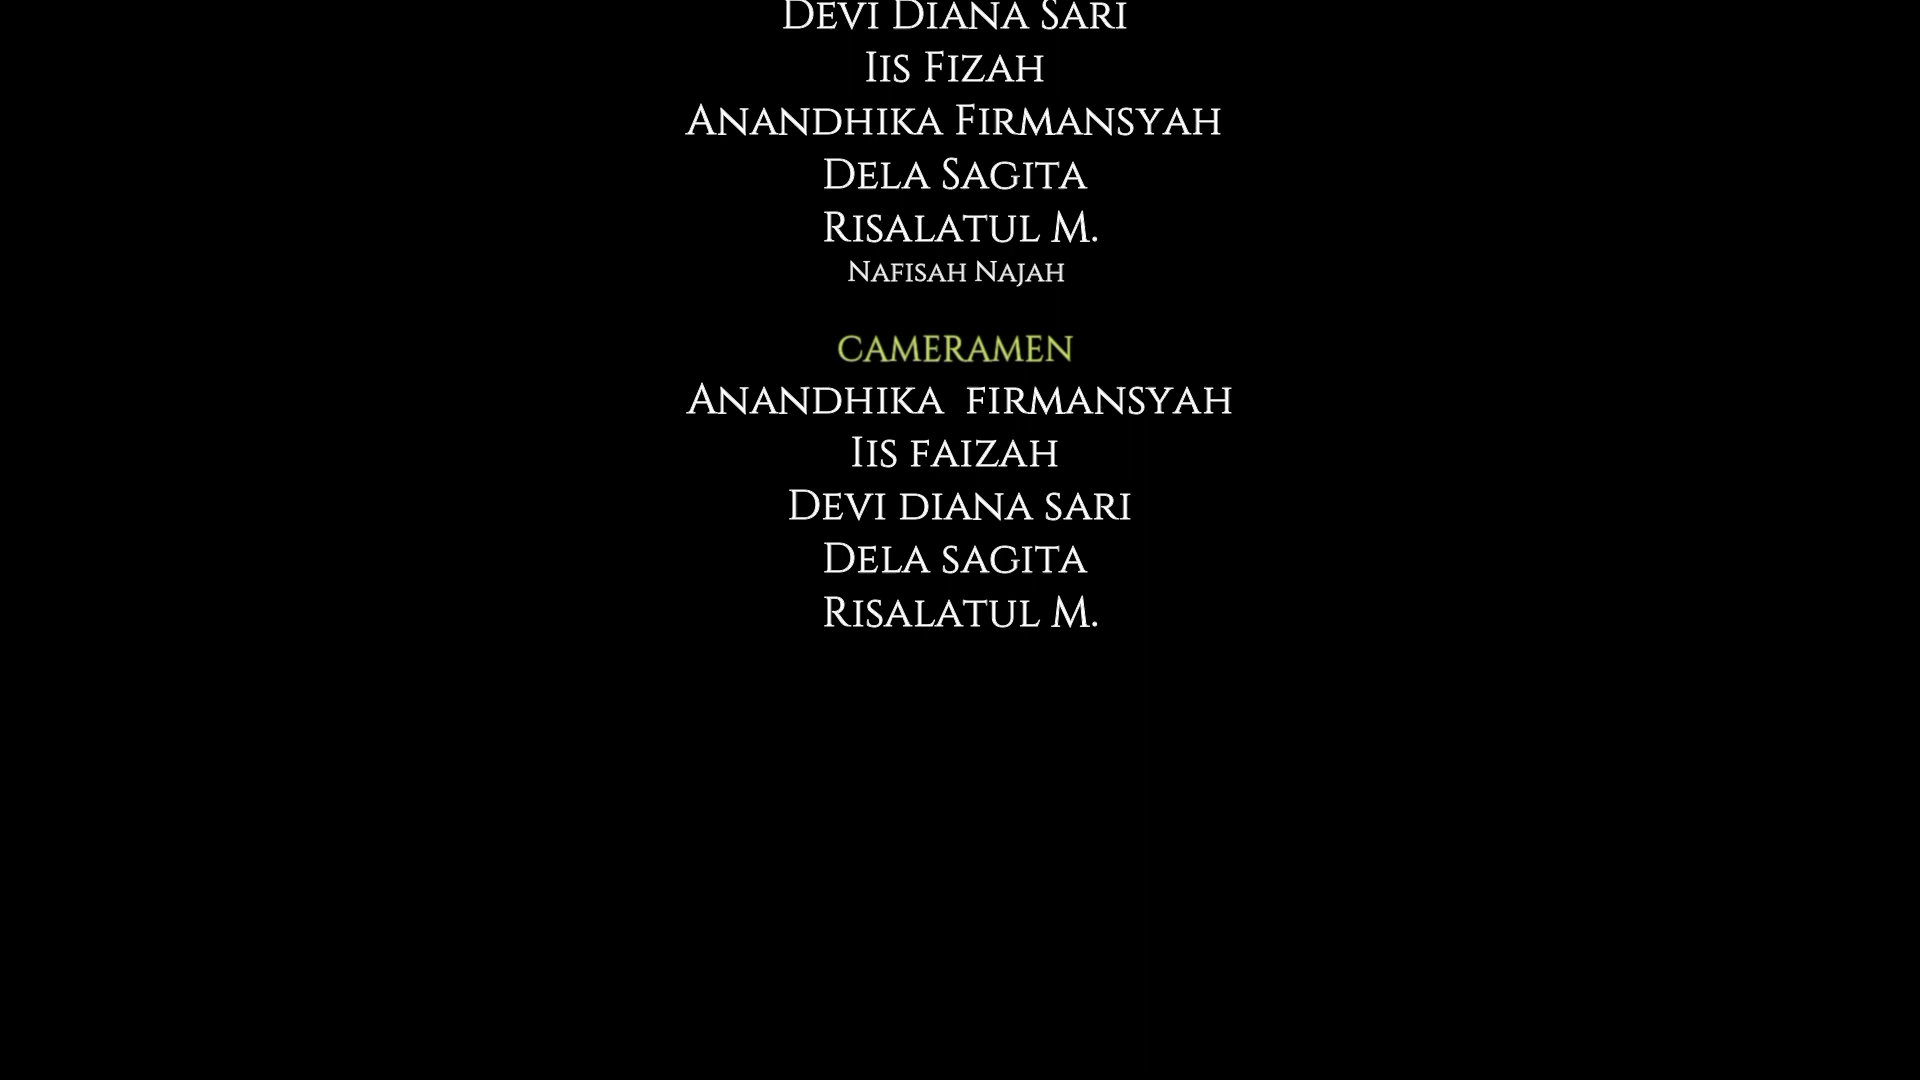 Devi Diana Sari
Iis Fizah
Anandhika Firmansyah
Dela Sagita
Risalatul M.
Nafisah Najah
CAMERAMEN
Anandhika firmansyah
Iis faizah
Devi diana sari
Dela sagita
Risalatul M.